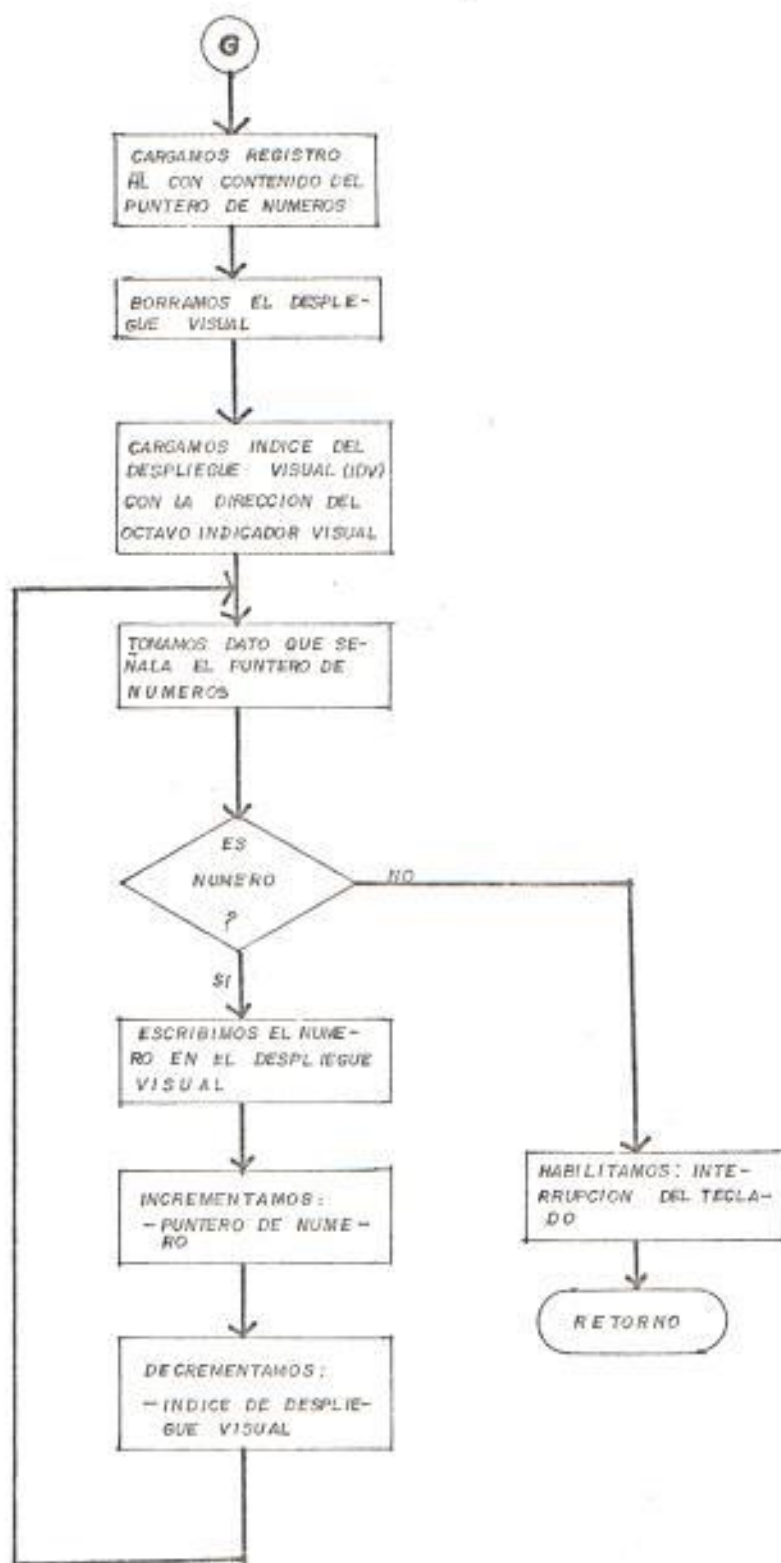 G
CARGAMOS REGISTRO
HL CON CONTENIDO DEL
PUNTERO DE NUMEROS
BORRAMOS EL DESPLIE-
GUE VISUAL
CARGAMOS INDICE DEL
DESPLIEGUE VISUAL (IDV)
CON LA DIRECCION DEL
OCTAVO INDICADOR VISUAL
TOMAMOS DATO QUE SE-
ÑALA EL PUNTERO DE
NUMEROS
ES
NUMERO
?
NO
SI
ESCRIBIMOS EL NUME-
RO EN EL DESPLIEGUE
VISUAL
INCREMENTAMOS:
-PUNTERO DE NUME-
RO
DECREMENTAMOS:
-INDICE DE DESPLIE-
GUE VISUAL
HABILITAMOS: INTE-
RRUPCION DEL TECLA-
DO
RETORNO